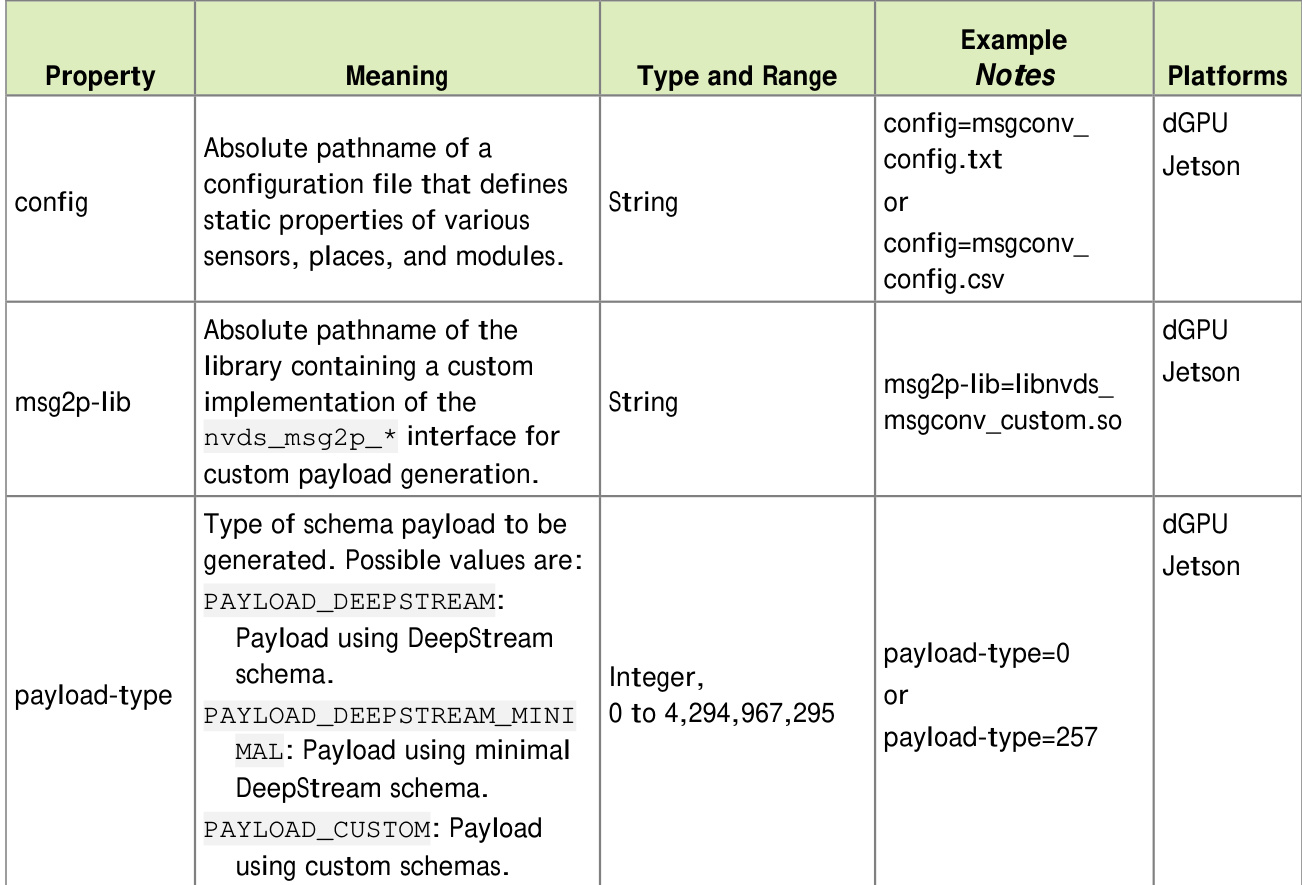 Property
Meaning
Type and Range
Example
Notes
Platforms
config
Absolute pathname of a
configuration file that defines
static properties of various
sensors, places, and modules.
String
config=msgconv_
config.txt
or
config=msgconv_
config.csv
dGPU
Jetson
msg2p-lib
Absolute pathname of the
library containing a custom
implementation of the
nvds_msg2p_* interface for
custom payload generation.
String
msg2p-lib=libnvds_
msgconv_custom.so
dGPU
Jetson
payload-type
Type of schema payload to be
generated. Possible values are:
PAYLOAD_DEEPSTREAM:
Payload using DeepStream
schema.
PAYLOAD_DEEPSTREAM_MINI
MAL: Payload using minimal
DeepStream schema.
PAYLOAD_CUSTOM: Payload
using custom schemas.
Integer,
0 to 4,294,967,295
payload-type=0
or
payload-type=257
dGPU
Jetson